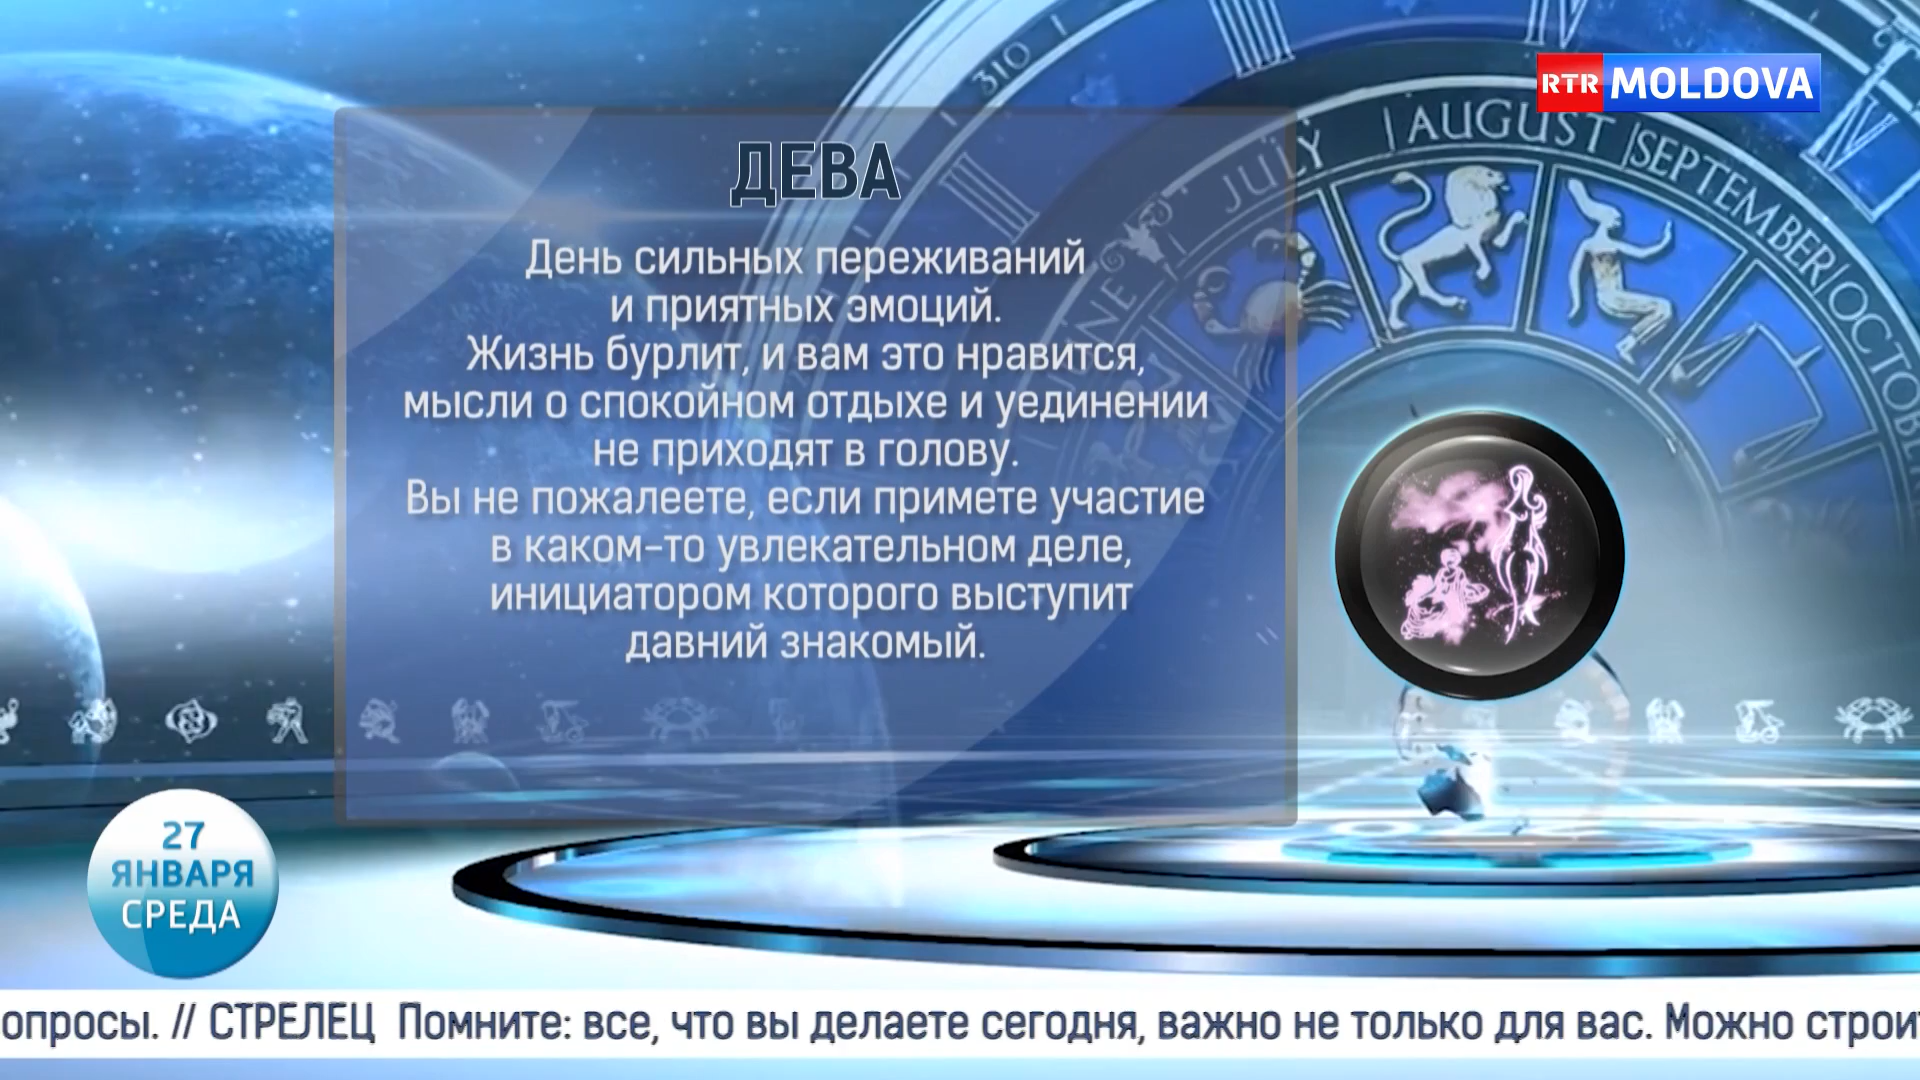 310
JULY
AUGUST
SEPTEMBER
RTR MOLDOVA
ДЕВА
День сильных переживаний
и приятных эмоций.
Жизнь бурлит, и вам это нравится,
мысли о спокойном отдыхе и уединении
не приходят в голову.
Вы не пожалеете, если примете участие
в каком-то увлекательном деле,
инициатором которого выступит
давний знакомый.
27
ЯНВАРЯ
СРЕДА
опросы. // СТРЕЛЕЦ Помните: все, что вы делаете сегодня, важно не только для вас. Можно строи